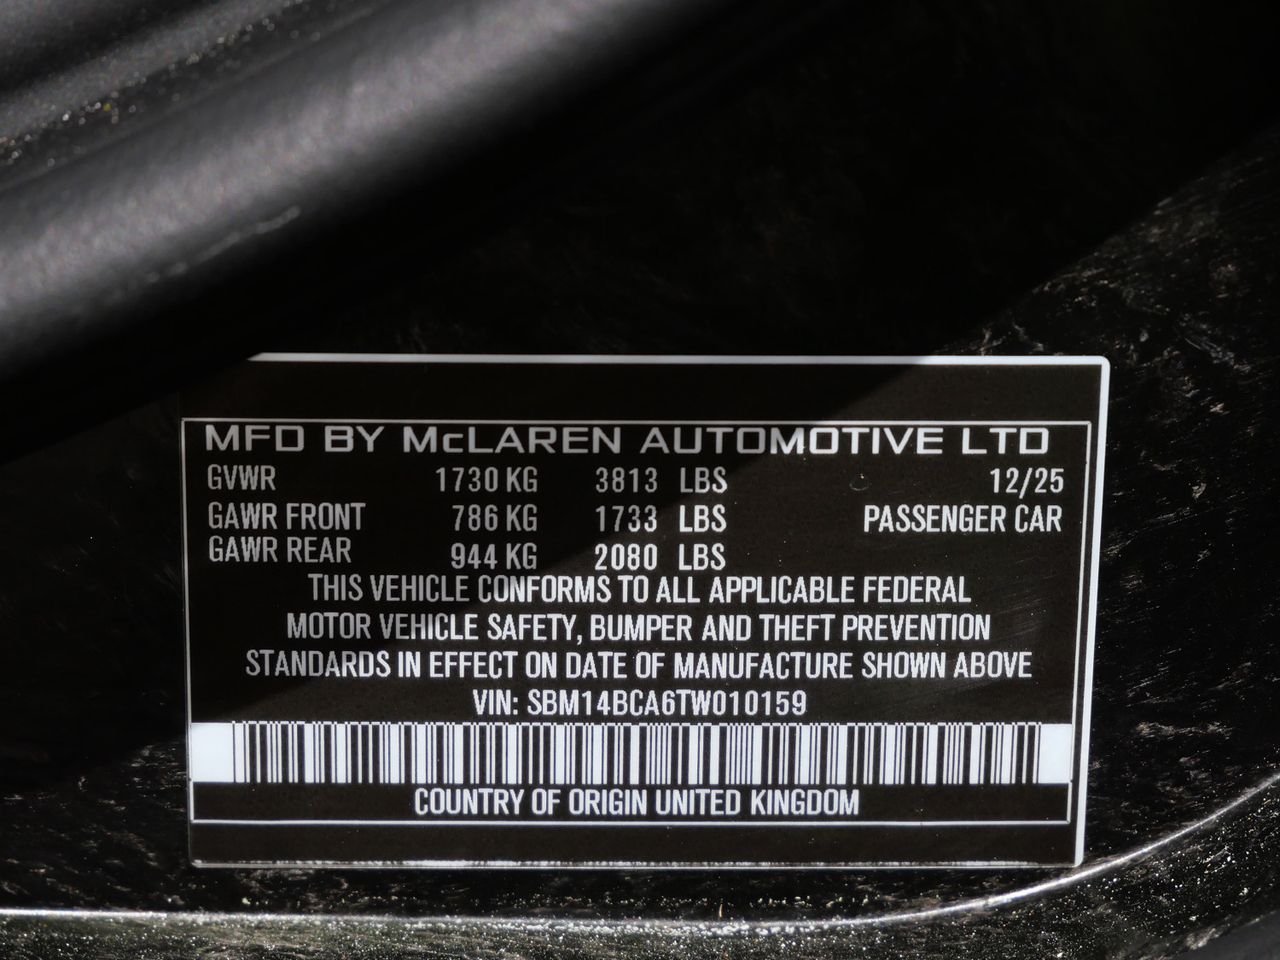 MFD BY McLAREN AUTOMOTIVE LTD
GVWR 1730 KG 3813 LBS 12/25
GAWR FRONT 786 KG 1733 LBS PASSENGER CAR
GAWR REAR 944 KG 2080 LBS
THIS VEHICLE CONFORMS TO ALL APPLICABLE FEDERAL
MOTOR VEHICLE SAFETY, BUMPER AND THEFT PREVENTION
STANDARDS IN EFFECT ON DATE OF MANUFACTURE SHOWN ABOVE
VIN: SBM14BCA6TW010159
COUNTRY OF ORIGIN UNITED KINGDOM